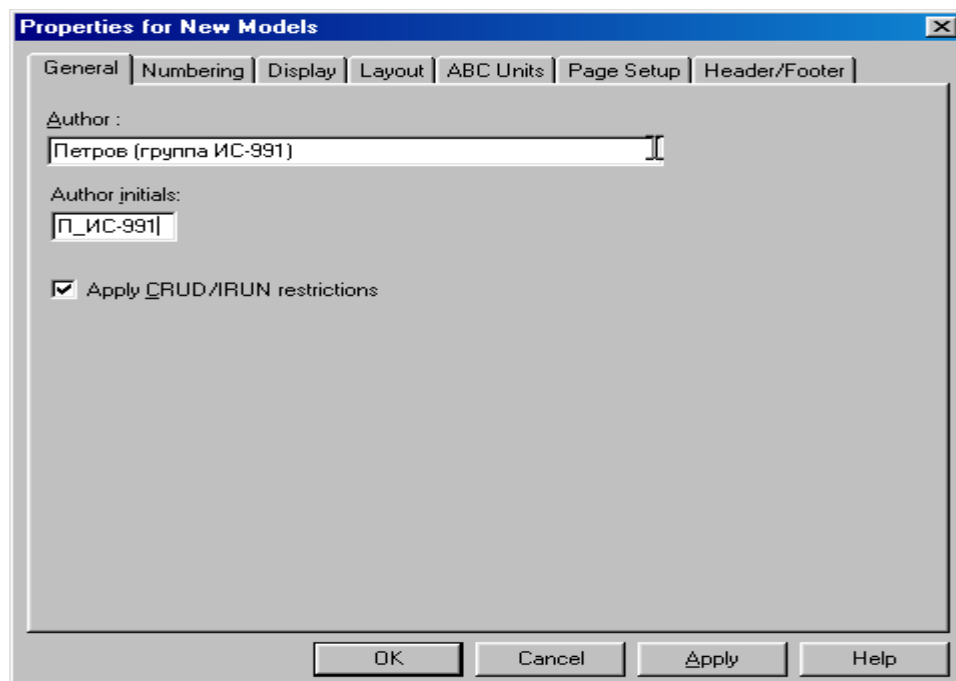 Properties for New Models
General Numbering Display Layout ABC Units Page Setup Header/Footer
Author :
Петров (группа ИС-991)
Author initials:
П_ИС-991
Apply CRUD/IRUN restrictions
OK Cancel Apply Help